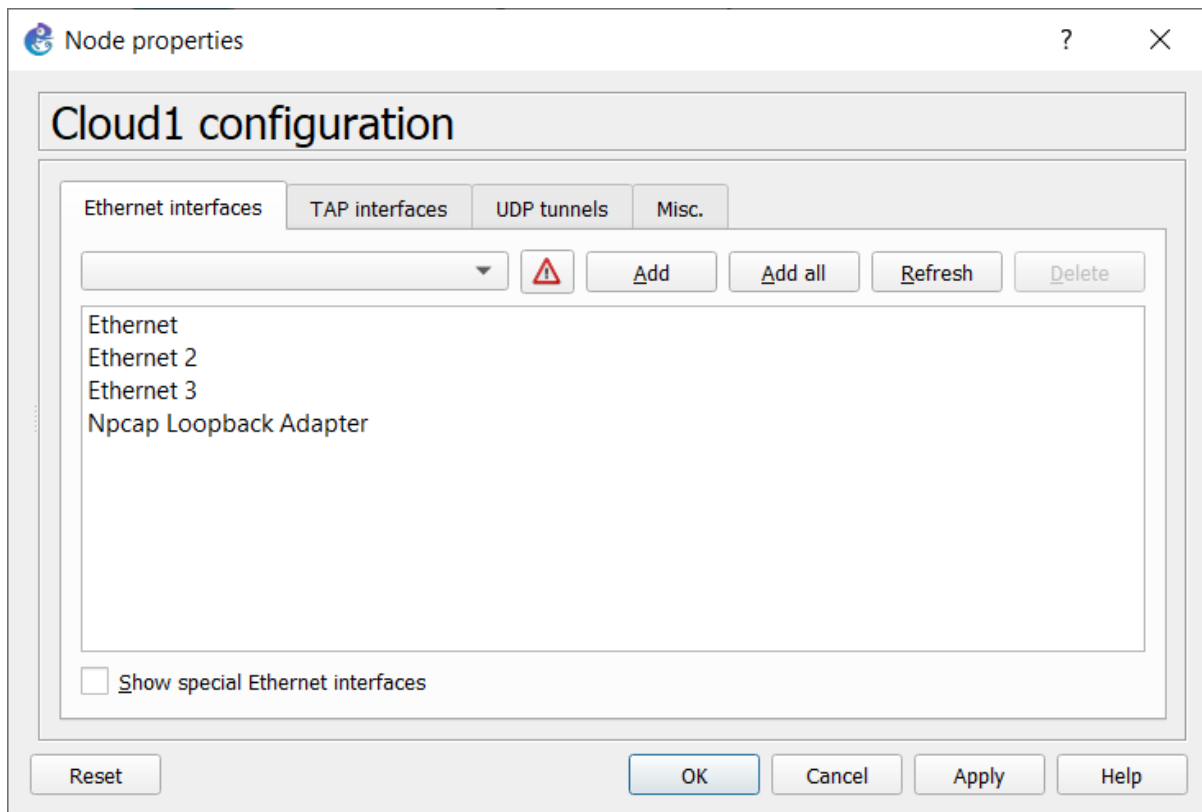 Node properties ?
Cloud1 configuration
Ethernet interfaces TAP interfaces UDP tunnels Misc.
Add Add all Refresh Delete
Ethernet
Ethernet 2
Ethernet 3
Npcap Loopback Adapter
Show special Ethernet interfaces
Reset OK Cancel Apply Help